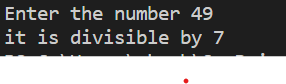 Enter the number 49
it is divisible by 7